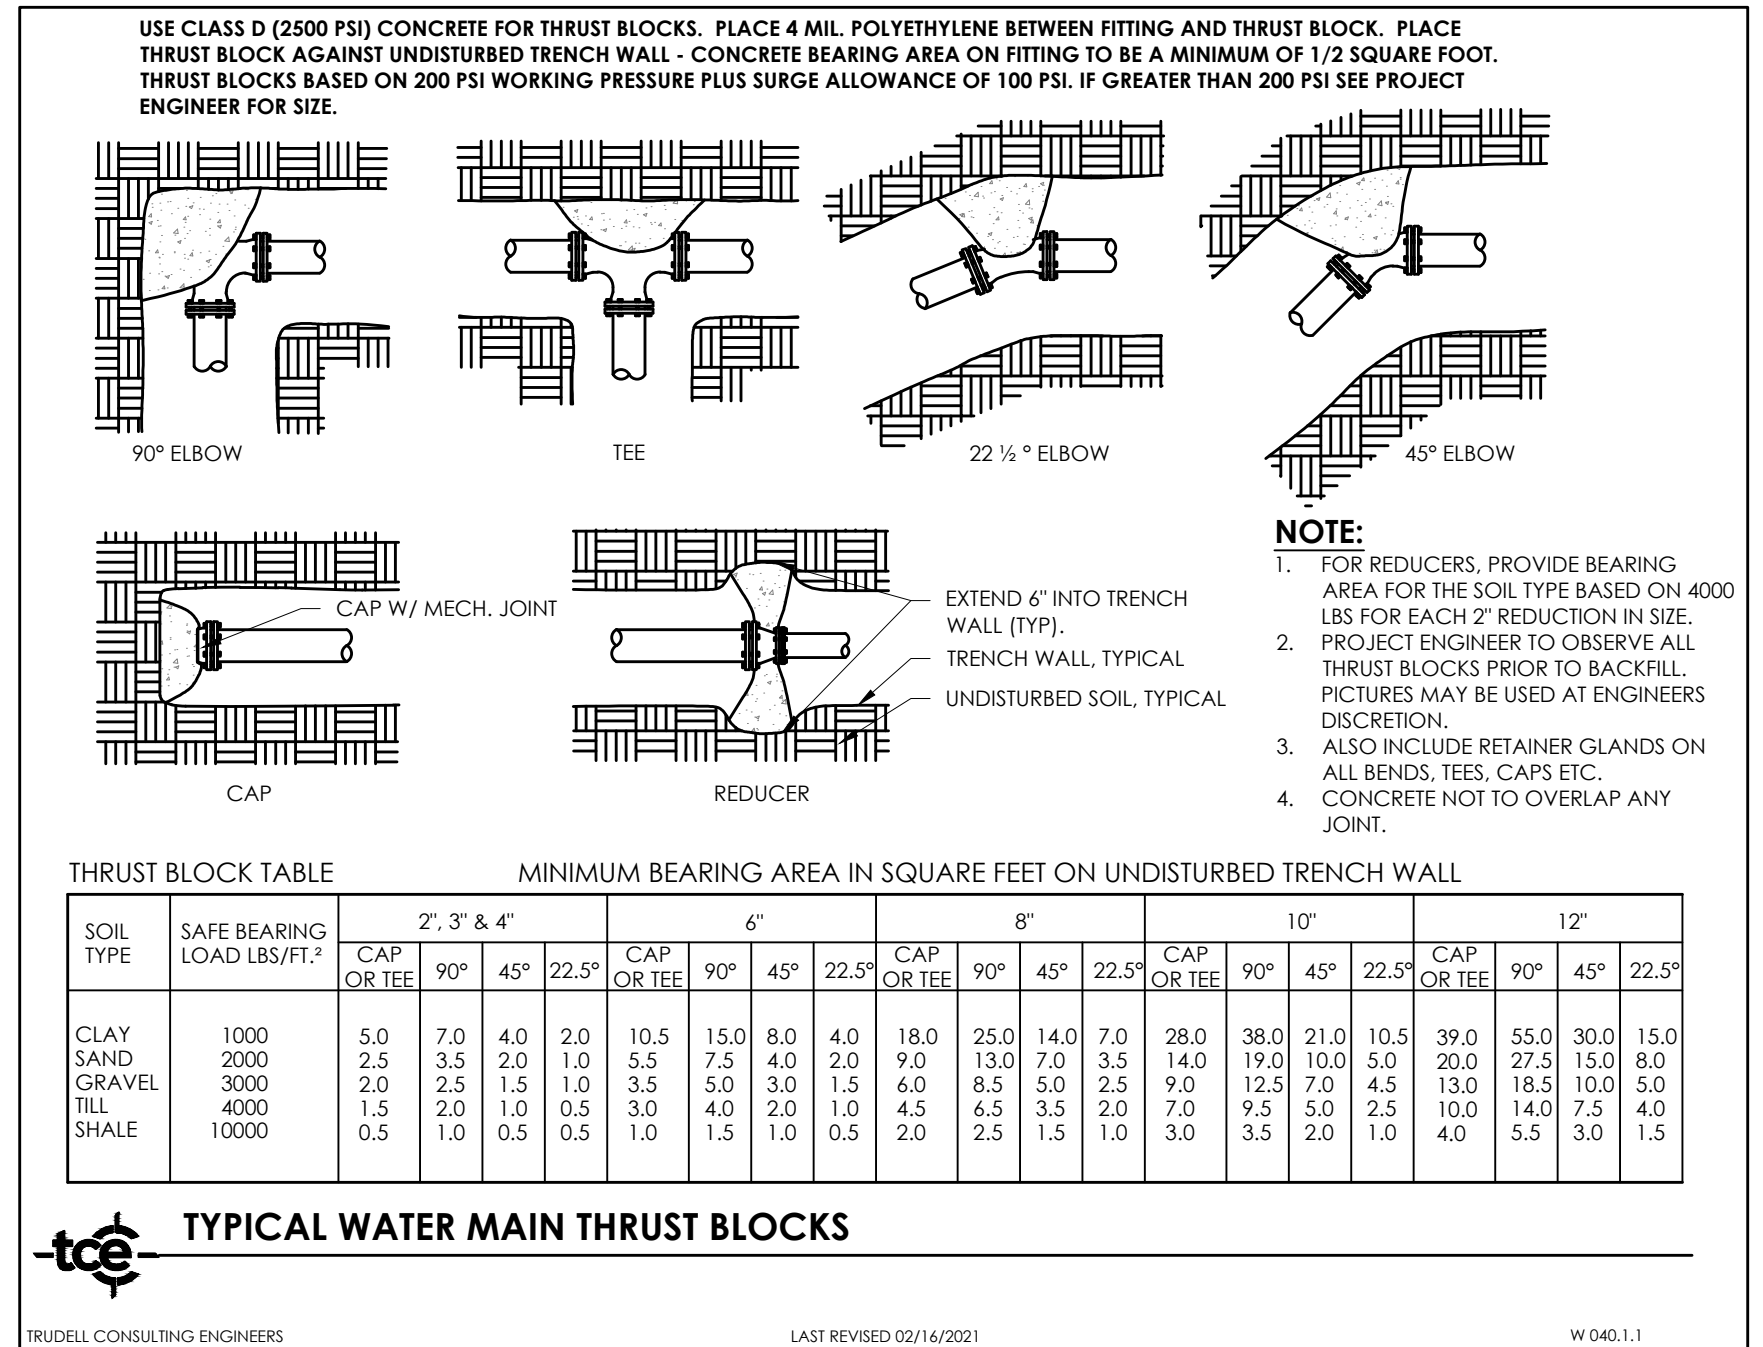 USE CLASS D (2500 PSI) CONCRETE FOR THRUST BLOCKS. PLACE 4 MIL. POLYETHYLENE BETWEEN FITTING AND THRUST BLOCK. PLACE
THRUST BLOCK AGAINST UNDISTURBED TRENCH WALL - CONCRETE BEARING AREA ON FITTING TO BE A MINIMUM OF 1/2 SQUARE FOOT.
THRUST BLOCKS BASED ON 200 PSI WORKING PRESSURE PLUS SURGE ALLOWANCE OF 100 PSI. IF GREATER THAN 200 PSI SEE PROJECT
ENGINEER FOR SIZE.
90° ELBOW
TEE
22 ½ ° ELBOW
45° ELBOW
CAP W/ MECH. JOINT
CAP
EXTEND 6" INTO TRENCH
WALL (TYP).
TRENCH WALL, TYPICAL
UNDISTURBED SOIL, TYPICAL
REDUCER
NOTE:
1. FOR REDUCERS, PROVIDE BEARING
AREA FOR THE SOIL TYPE BASED ON 4000
LBS FOR EACH 2" REDUCTION IN SIZE.
2. PROJECT ENGINEER TO OBSERVE ALL
THRUST BLOCKS PRIOR TO BACKFILL.
PICTURES MAY BE USED AT ENGINEERS
DISCRETION.
3. ALSO INCLUDE RETAINER GLANDS ON
ALL BENDS, TEES, CAPS ETC.
4. CONCRETE NOT TO OVERLAP ANY
JOINT.
THRUST BLOCK TABLE MINIMUM BEARING AREA IN SQUARE FEET ON UNDISTURBED TRENCH WALL
SOIL TYPE SAFE BEARING LOAD LBS/FT.² 2", 3" & 4" 6" 8" 10" 12"
CAP OR TEE 90° 45° 22.5° CAP OR TEE 90° 45° 22.5° CAP OR TEE 90° 45° 22.5° CAP OR TEE 90° 45° 22.5° CAP OR TEE 90° 45° 22.5°
CLAY 1000 5.0 7.0 4.0 2.0 10.5 15.0 8.0 4.0 18.0 25.0 14.0 7.0 28.0 38.0 21.0 10.5 39.0 55.0 30.0 15.0
SAND 2000 2.5 3.5 2.0 1.0 5.5 7.5 4.0 2.0 9.0 13.0 7.0 3.5 14.0 19.0 10.0 5.0 20.0 27.5 15.0 8.0
GRAVEL 3000 2.0 2.5 1.5 1.0 3.5 5.0 3.0 1.5 6.0 8.5 5.0 2.5 9.0 12.5 7.0 4.5 13.0 18.5 10.0 5.0
TILL 4000 1.5 2.0 1.0 0.5 3.0 4.0 2.0 1.0 4.5 6.5 3.5 2.0 7.0 9.5 5.0 2.5 10.0 14.0 7.5 4.0
SHALE 10000 0.5 1.0 0.5 0.5 1.0 1.5 1.0 0.5 2.0 2.5 1.5 1.0 3.0 3.5 2.0 1.0 4.0 5.5 3.0 1.5
tce
TYPICAL WATER MAIN THRUST BLOCKS
TRUDELL CONSULTING ENGINEERS LAST REVISED 02/16/2021 W 040.1.1